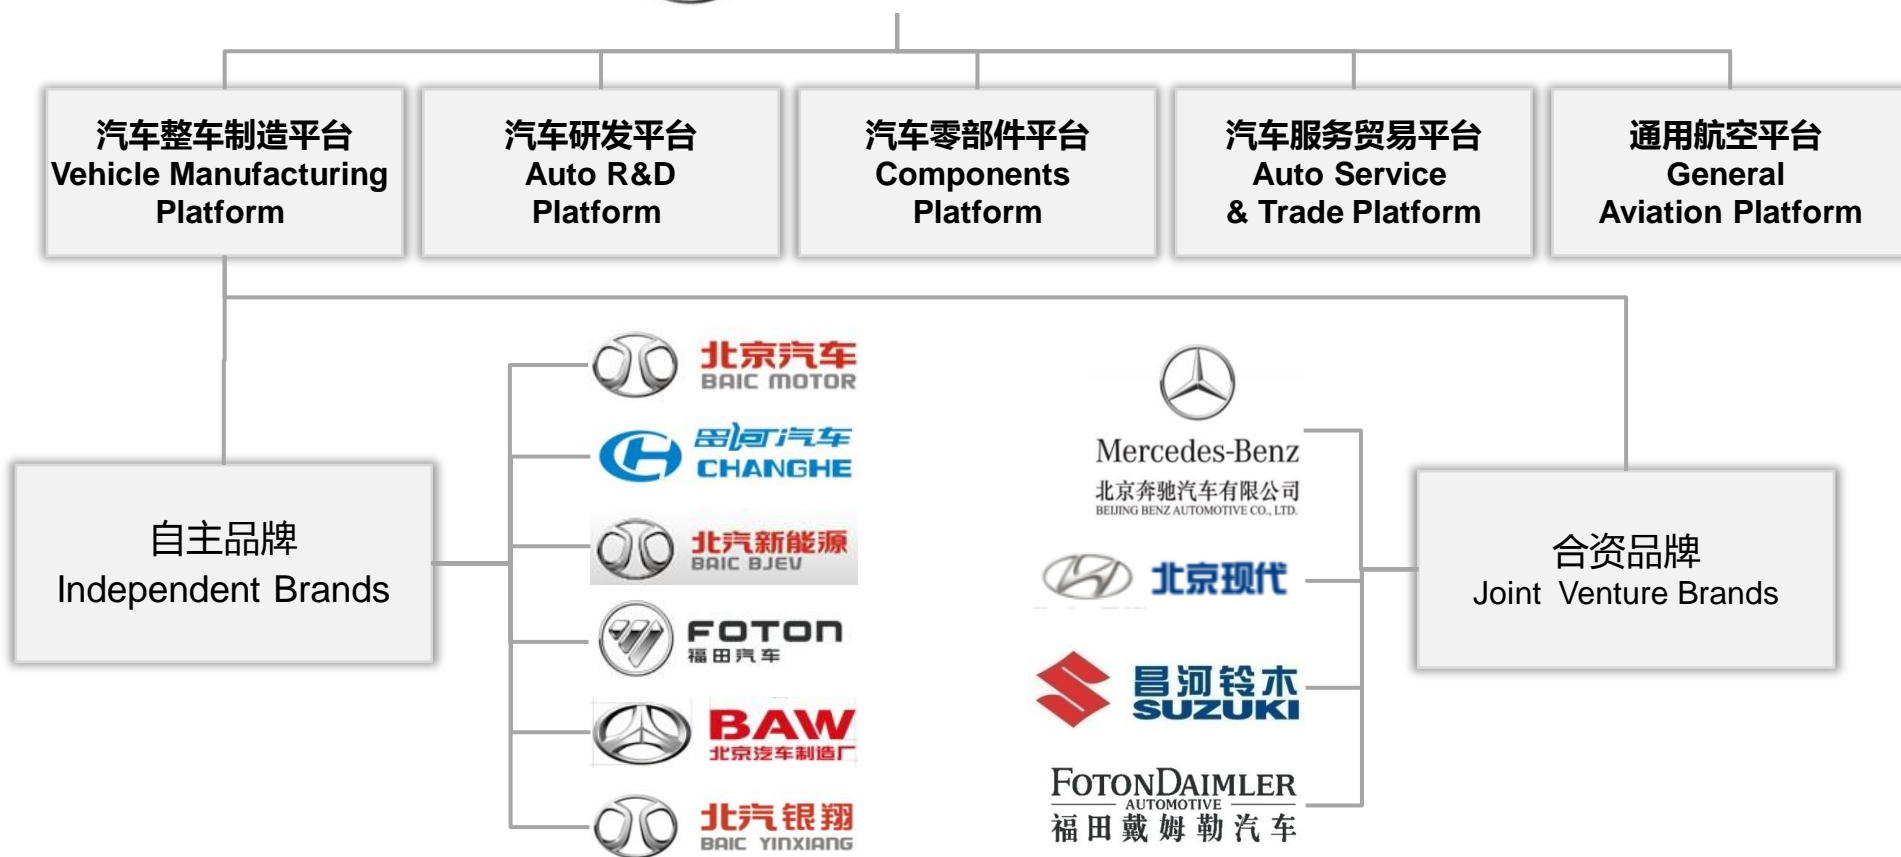 汽车整车制造平台
Vehicle Manufacturing
Platform
汽车研发平台
Auto R&D
Platform
汽车零部件平台
Components
Platform
汽车服务贸易平台
Auto Service
& Trade Platform
通用航空平台
General
Aviation Platform
自主品牌
Independent Brands
北京汽车
BAIC MOTOR
昌河汽车
CHANGHE
北汽新能源
BAIC BJEV
FOTON
福田汽车
BAW
北京汽车制造厂
北汽银翔
BAIC YINXIANG
Mercedes-Benz
北京奔驰汽车有限公司
BEIJING BENZ AUTOMOTIVE CO., LTD.
北京现代
昌河铃木
SUZUKI
FOTONDAIMLER
AUTOMOTIVE
福田戴姆勒汽车
合资品牌
Joint Venture Brands